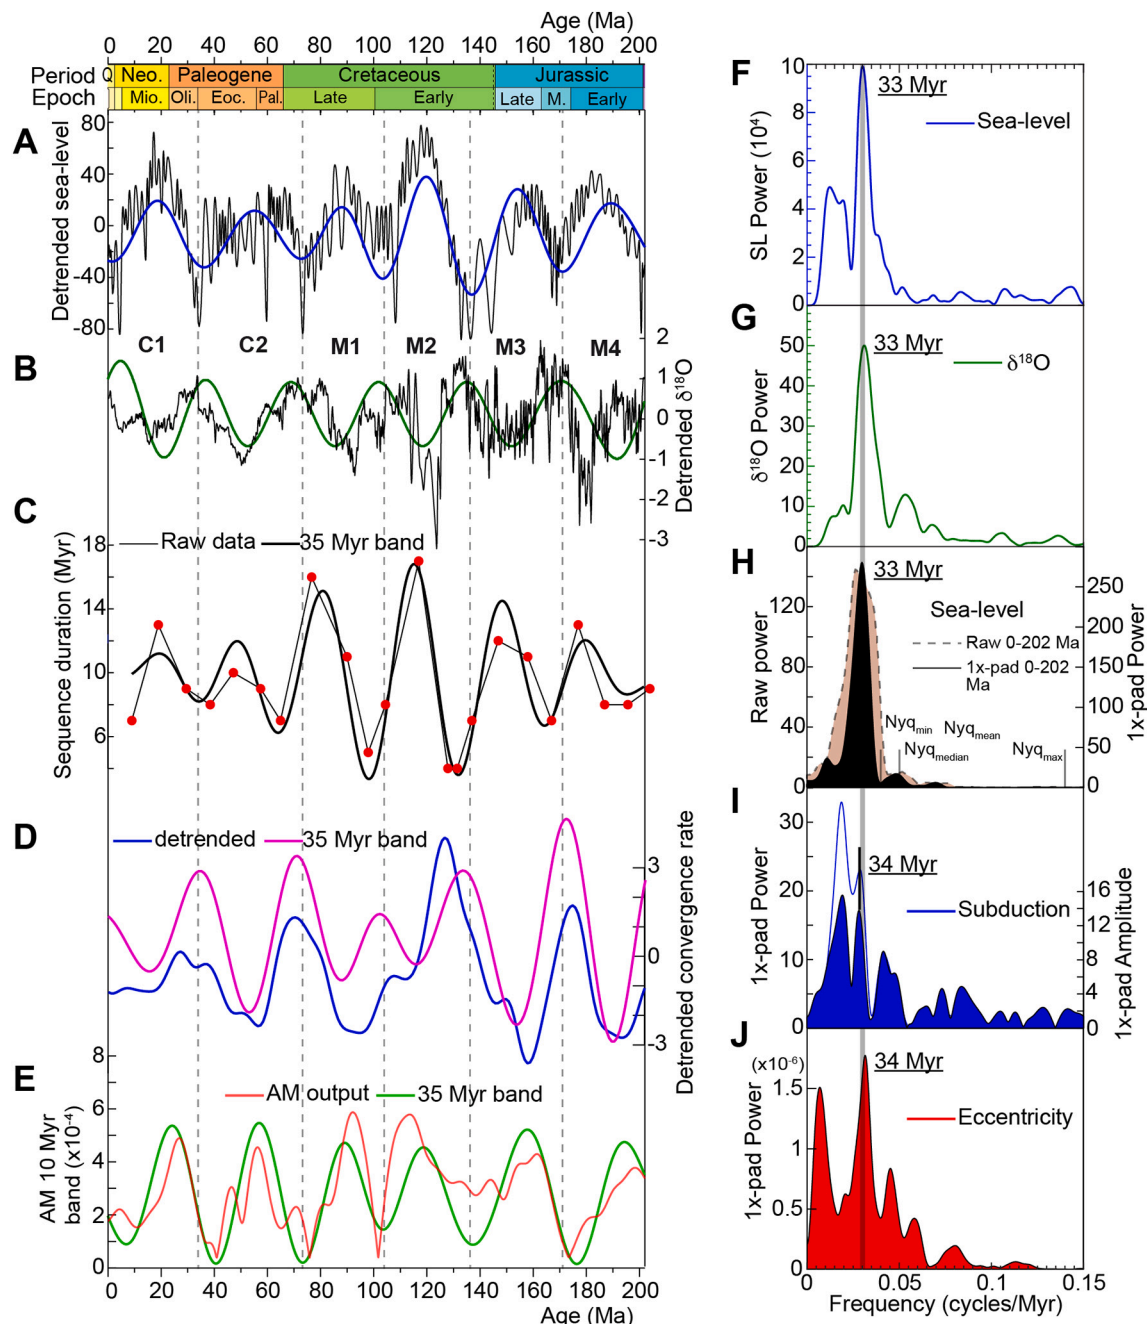 Age (Ma)
0 20 40 60 80 100 120 140 160 180 200
Period Q Neo. Paleogene Cretaceous Jurassic
Epoch Mio. Oli. Eoc. Pal. Late Early Late M. Early
A
Detrended sea-level
80
40
0
-40
-80
C1 C2 M1 M2 M3 M4
B
Detrended δ¹⁸O
2
1
0
-1
-2
-3
C
Raw data 35 Myr band
Sequence duration (Myr)
18
14
10
6
D
detrended 35 Myr band
Detrended convergence rate
3
0
-3
E
AM output 35 Myr band
AM 10 Myr
band (x10⁻⁴)
8
6
4
2
0
0 20 40 60 80 100 120 140 160 180 200
Age (Ma)
F
33 Myr
Sea-level
SL Power (10⁴)
10
8
6
4
2
0
G
33 Myr
δ¹⁸O
δ¹⁸O Power
50
40
30
20
10
0
H
33 Myr
Sea-level
Raw 0-202 Ma
1x-pad 0-202
Ma
Raw power
120
80
40
0
1x-pad Power
250
200
150
100
50
0
Nyqmin Nyqmean
Nyqmedian Nyqmax
I
34 Myr
Subduction
1x-pad Power
30
20
10
0
1x-pad Amplitude
16
12
8
4
0
J
(x10⁻⁶)
34 Myr
Eccentricity
1x-pad Power
1.5
1
0.5
0
0 0.05 0.1 0.15
Frequency (cycles/Myr)